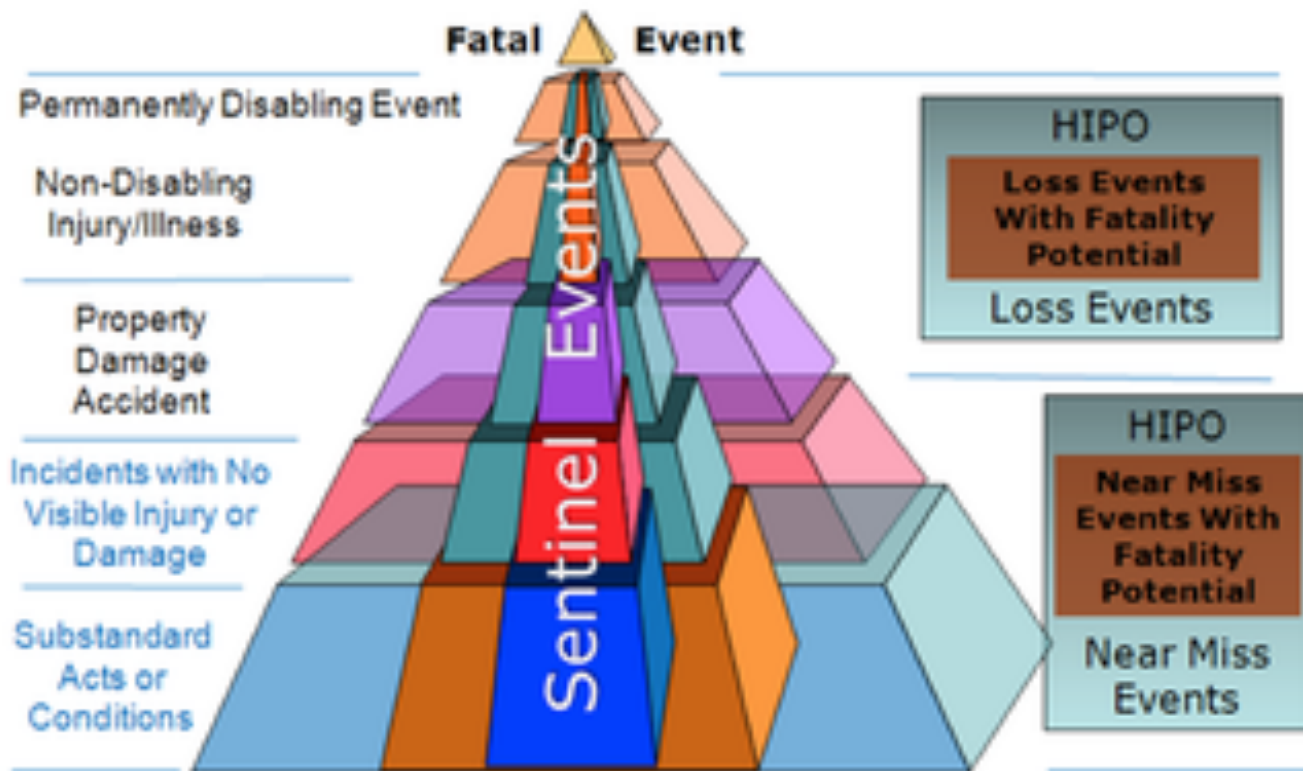 Fatal Event
Permanently Disabling Event
Non-Disabling
Injury/Illness
Property
Damage
Accident
Incidents with No
Visible Injury or
Damage
Substandard
Acts or
Conditions
Sentinel Events
HIPO
Loss Events
With Fatality
Potential
Loss Events
HIPO
Near Miss
Events With
Fatality
Potential
Near Miss
Events